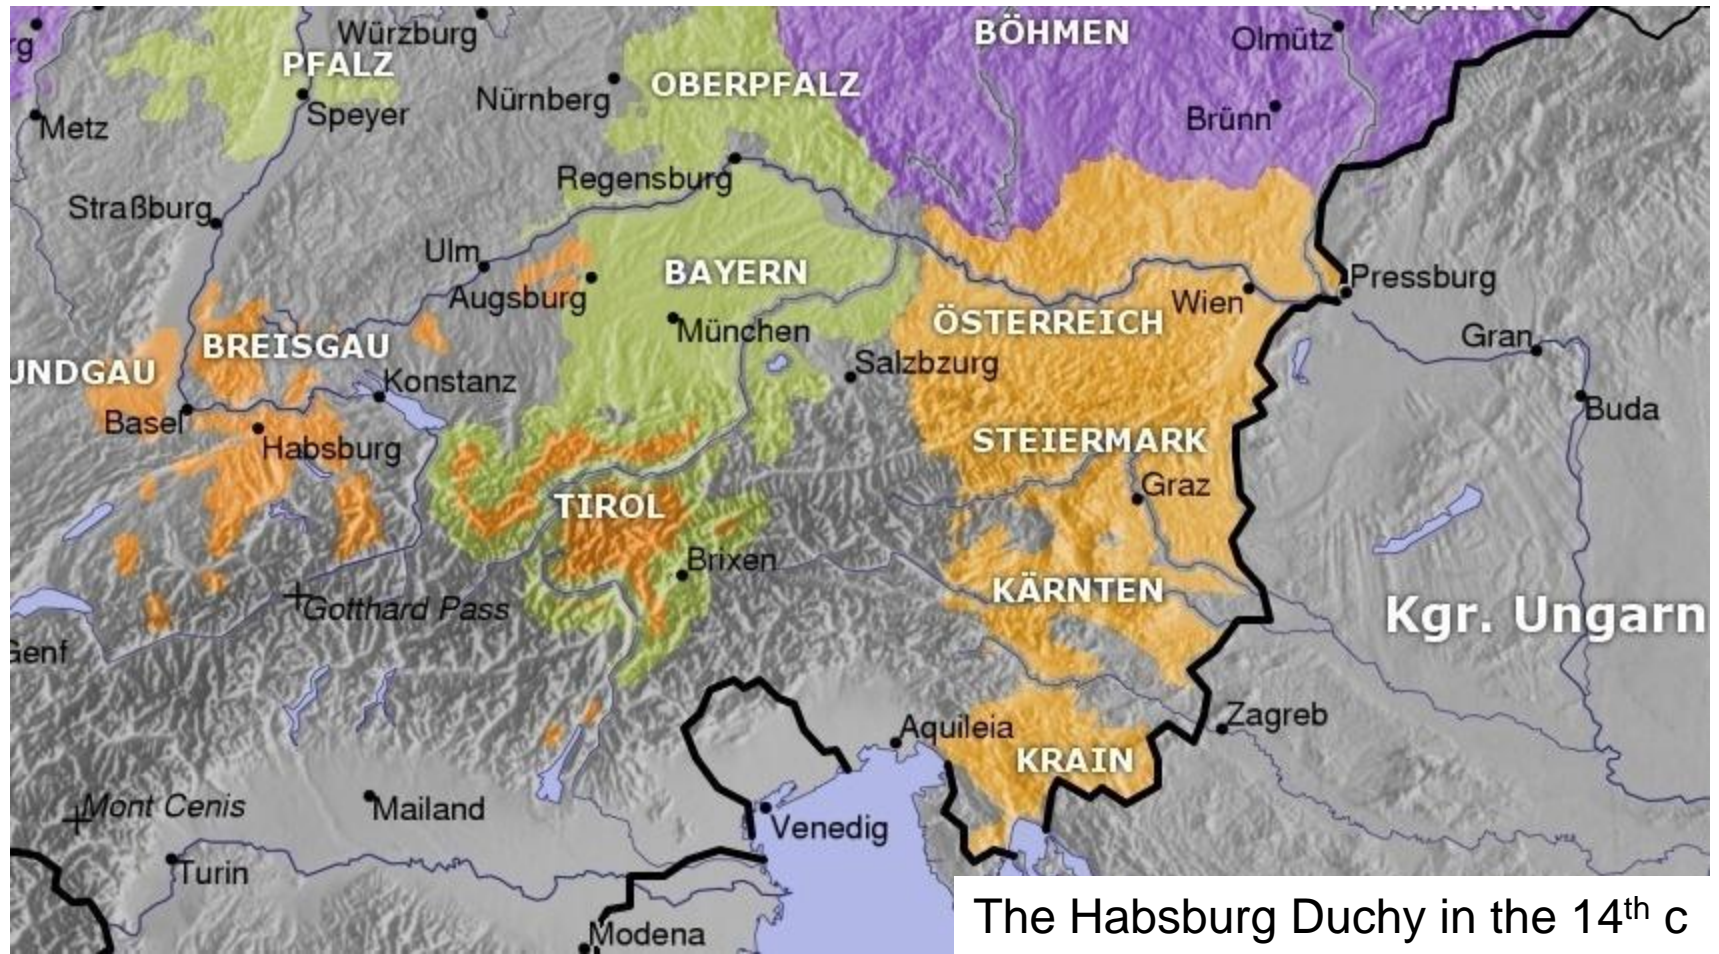 BÖHMEN
Olmütz
Würzburg
PFALZ
OBERPFALZ
Nürnberg
Speyer
Metz
Brünn
Regensburg
Straßburg
Ulm
BAYERN
Pressburg
Augsburg
Wien
ÖSTERREICH
München
Gran
BREISGAU
UNDGAU
Salzbzurg
Konstanz
Basel
Buda
Habsburg
STEIERMARK
Graz
TIROL
Brixen
KÄRNTEN
Gotthard Pass
Kgr. Ungarn
Genf
Aquileia
Zagreb
KRAIN
Mont Cenis
Mailand
Venedig
Turin
Modena
The Habsburg Duchy in the 14th c